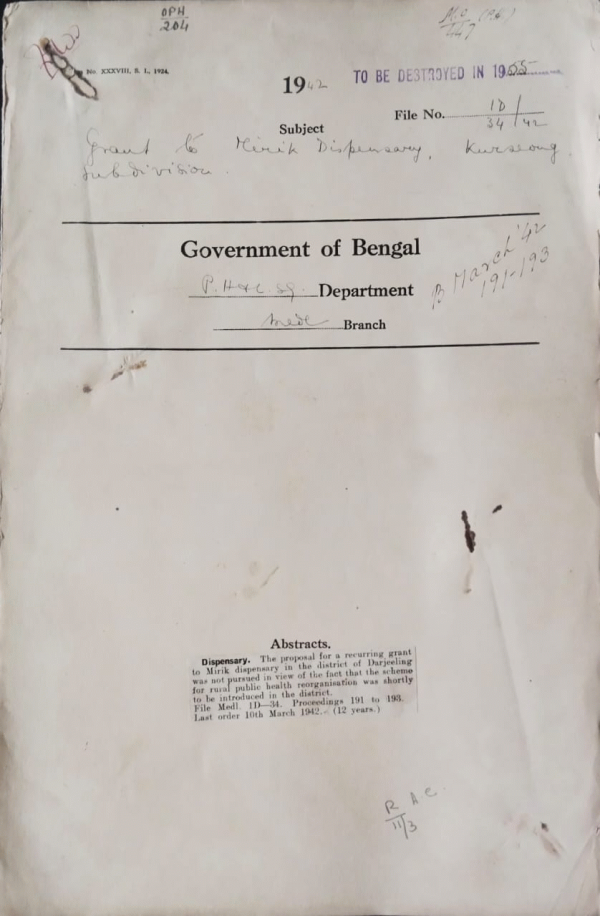 OPH
204
No. XXXVIII, S. I., 1924.
1942
TO BE DESTROYED IN 1955
File No. 1D/34/42
Subject
Grant to Mirik Dispensary, Kurseong
Subdivision.
Government of Bengal
P. H & L. S. G. Department
Medl Branch
B March '42
191-193
Abstracts.
Dispensary. The proposal for a recurring grant
to Mirik dispensary in the district of Darjeeling
was not pursued in view of the fact that the scheme
for rural public health reorganisation was shortly
to be introduced in the district.
File Medl. 1D—34. Proceedings 191 to 193.
Last order 10th March 1942. (12 years.)
R A C
11/3